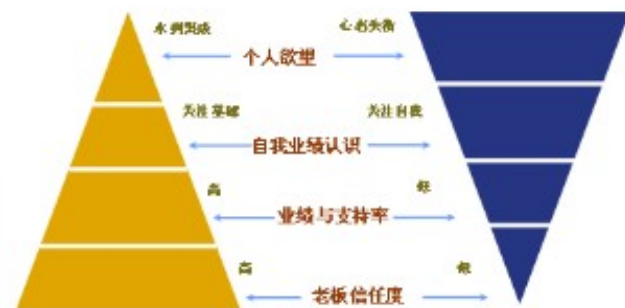 水到渠成 心态失衡
个人欲望
关注基础 关注自我
自我业绩认识
高 低
业绩与支持率
高 低
老板信任度